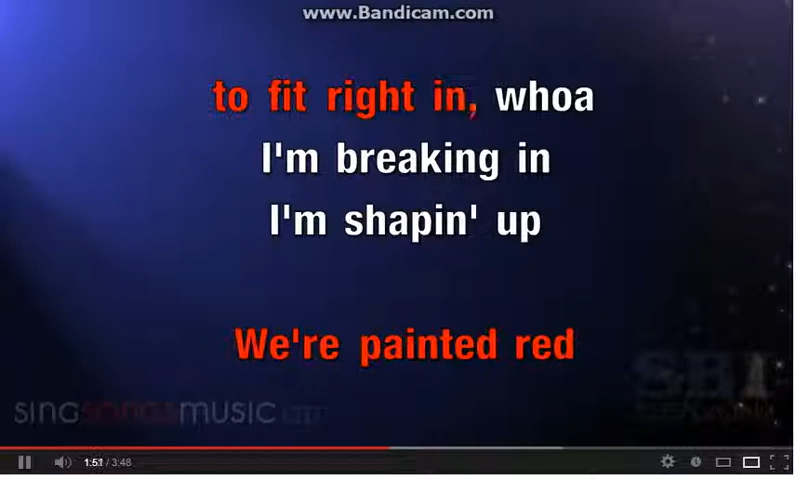 www.Bandicam.com
to fit right in, whoa
I'm breaking in
I'm shapin' up
We're painted red
singsongsmusic
SBI
1:51 / 3:48